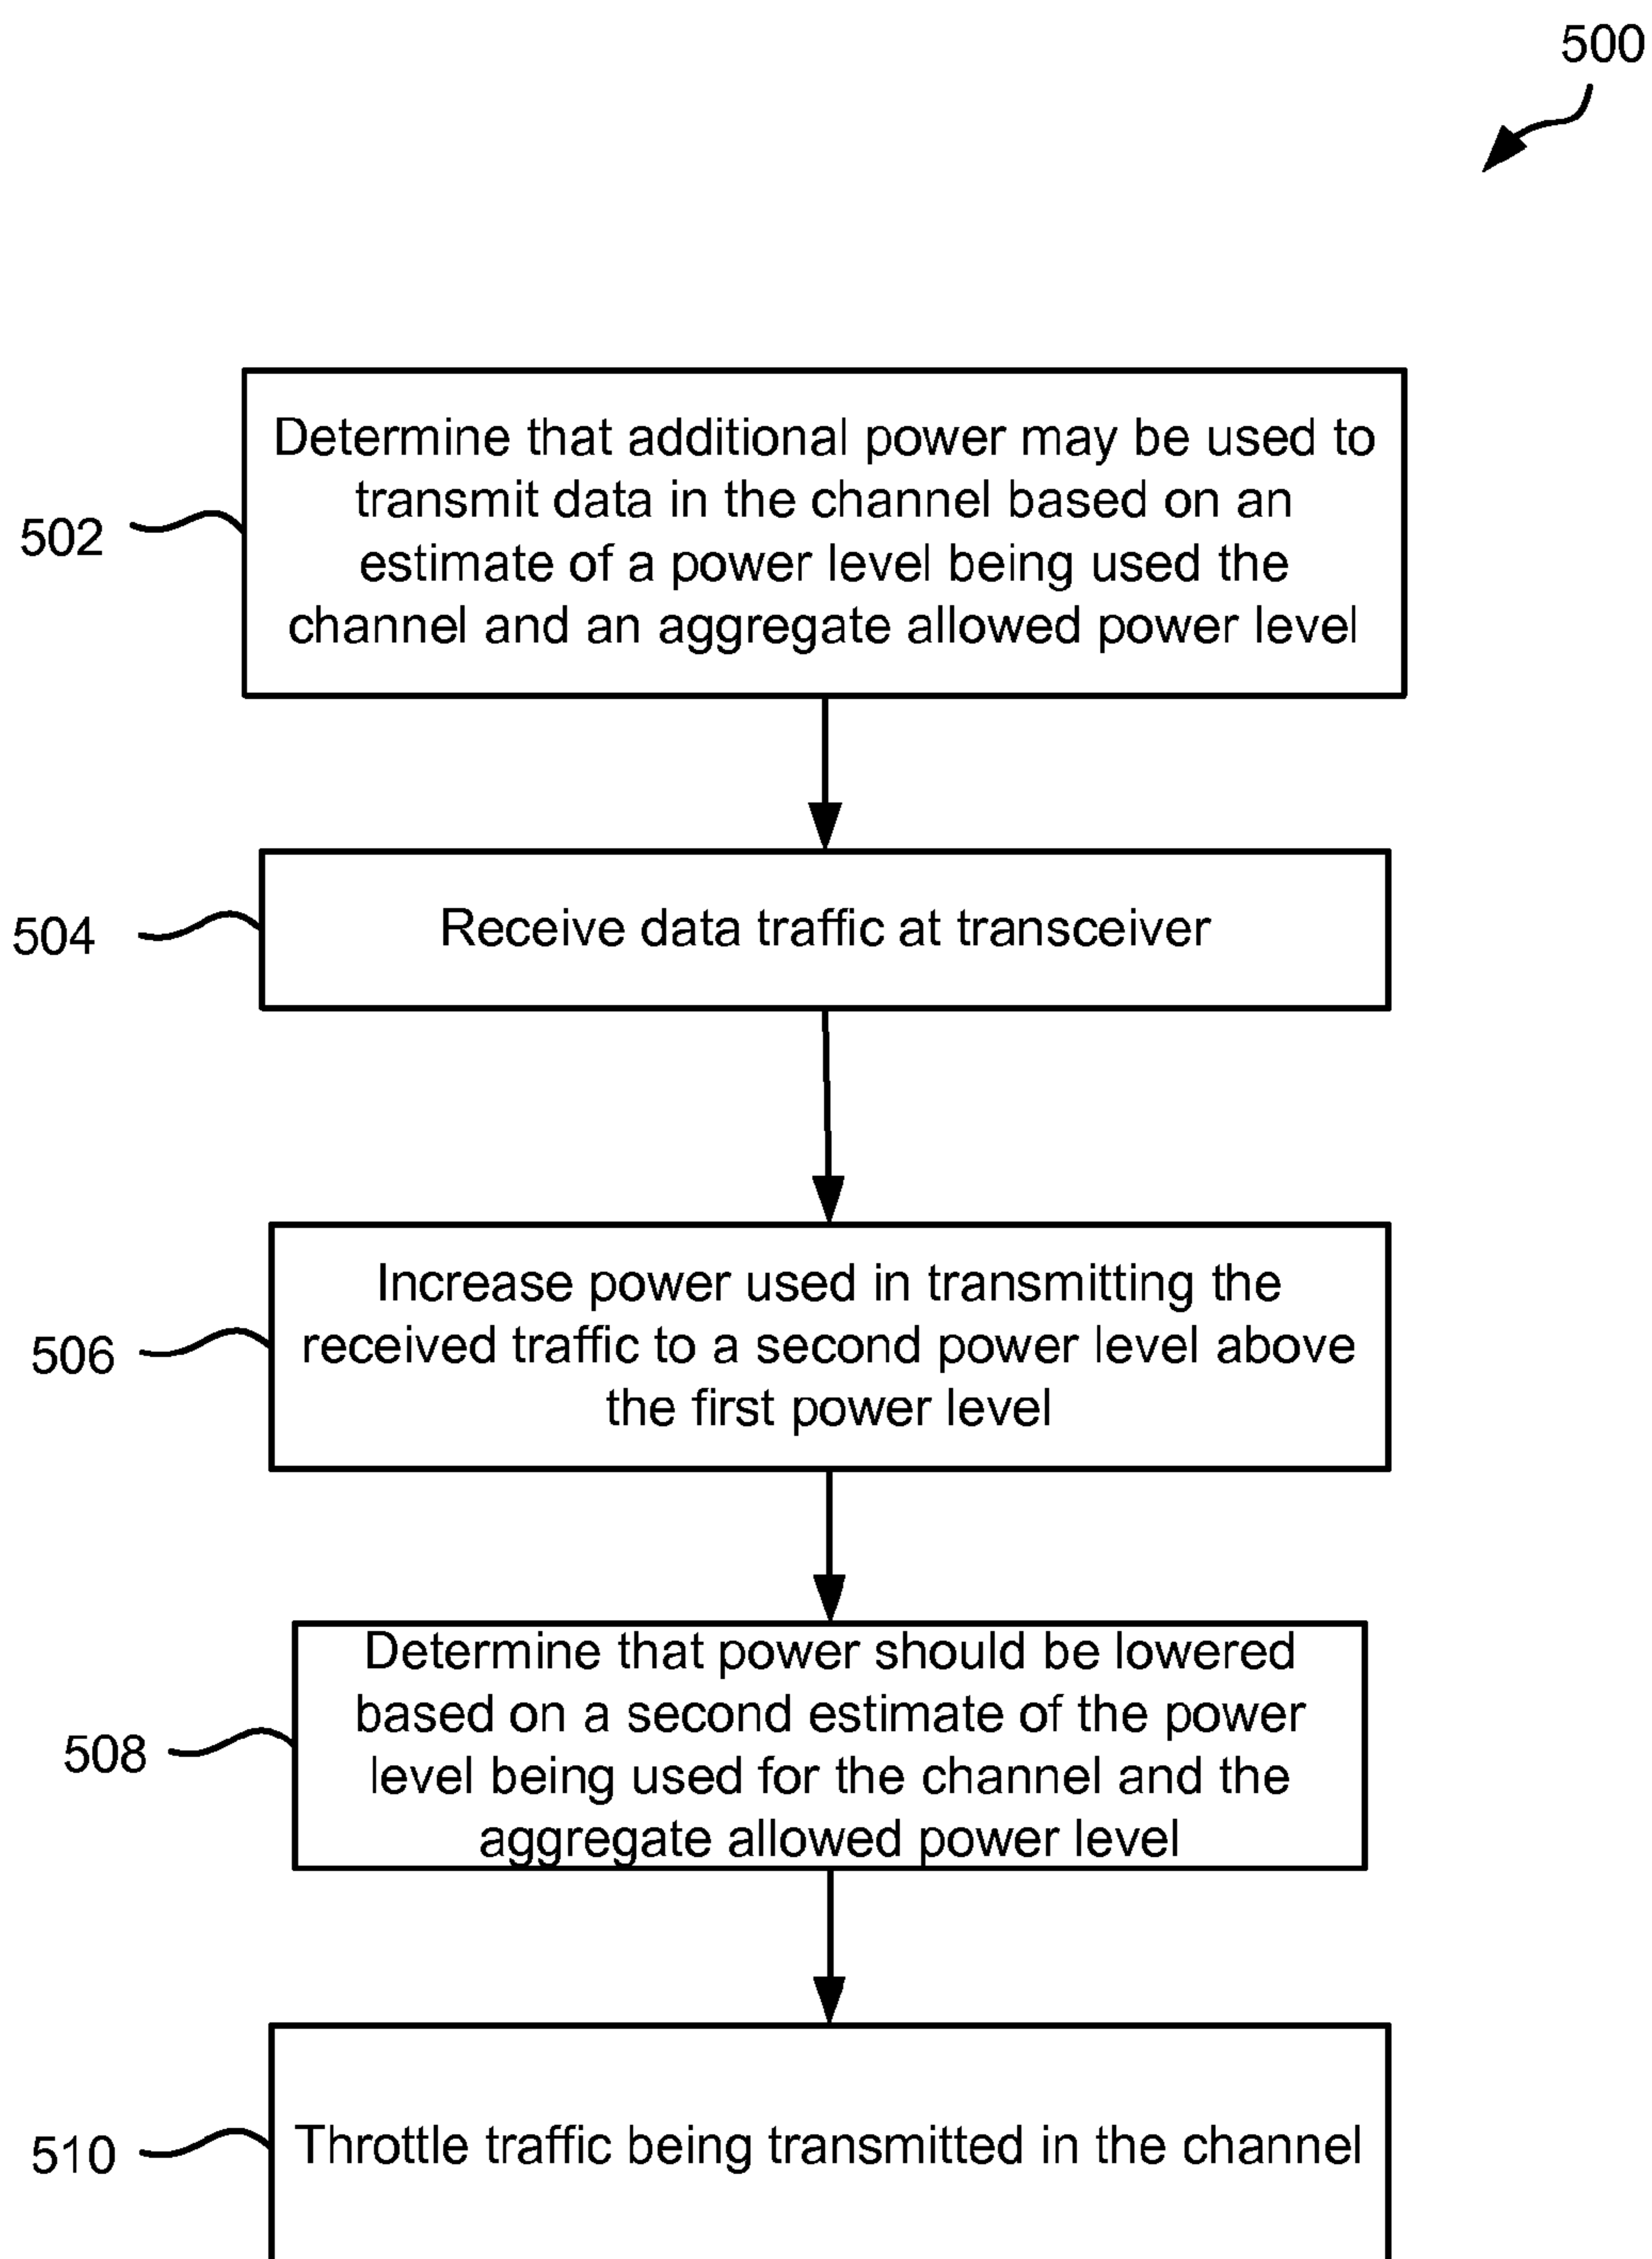 500
Determine that additional power may be used to
transmit data in the channel based on an
estimate of a power level being used the
channel and an aggregate allowed power level
502
Receive data traffic at transceiver
504
Increase power used in transmitting the
received traffic to a second power level above
the first power level
506
Determine that power should be lowered
based on a second estimate of the power
level being used for the channel and the
aggregate allowed power level
508
Throttle traffic being transmitted in the channel
510